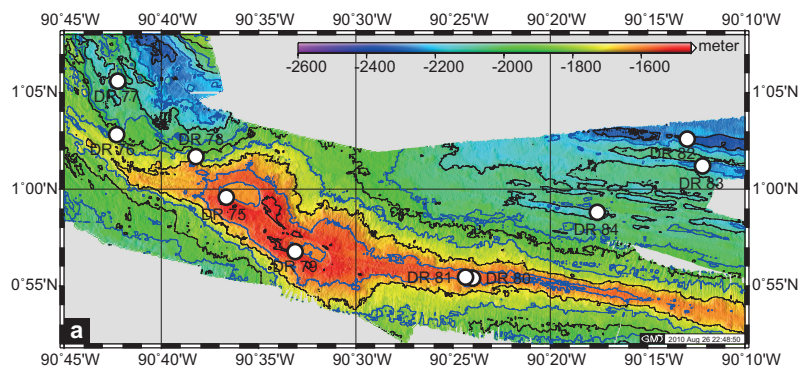 90˚45'W 90˚40'W 90˚35'W 90˚30'W 90˚25'W 90˚20'W 90˚15'W 90˚10'W
meter
-2600 -2400 -2200 -2000 -1800 -1600
1˚05'N 1˚05'N
DR 77
DR 78
DR 76
DR 82
DR 83
1˚00'N 1˚00'N
DR 75
DR 84
DR 79
DR 81 DR 80
0˚55'N 0˚55'N
a
GMD 2010 Aug 26 22:48:50
90˚45'W 90˚40'W 90˚35'W 90˚30'W 90˚25'W 90˚20'W 90˚15'W 90˚10'W